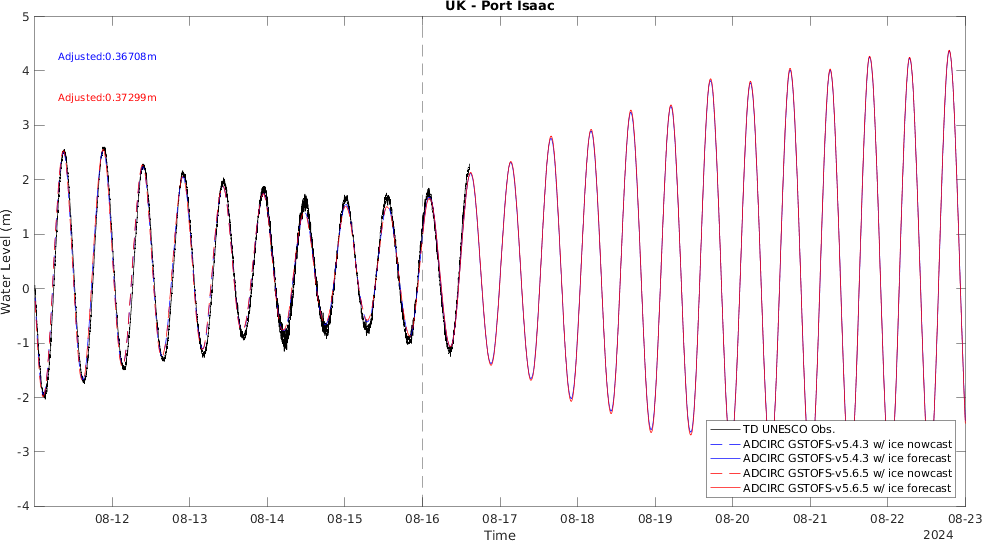 UK - Port Isaac
5
Adjusted:0.36708m
4
Adjusted:0.37299m
3
2
1
Water Level (m)
0
-1
-2
TD UNESCO Obs.
ADCIRC GSTOFS-v5.4.3 w/ ice nowcast
-3
ADCIRC GSTOFS-v5.4.3 w/ ice forecast
ADCIRC GSTOFS-v5.6.5 w/ ice nowcast
ADCIRC GSTOFS-v5.6.5 w/ ice forecast
-4
08-12 08-13 08-14 08-15 08-16 08-17 08-18 08-19 08-20 08-21 08-22 08-23
Time
2024